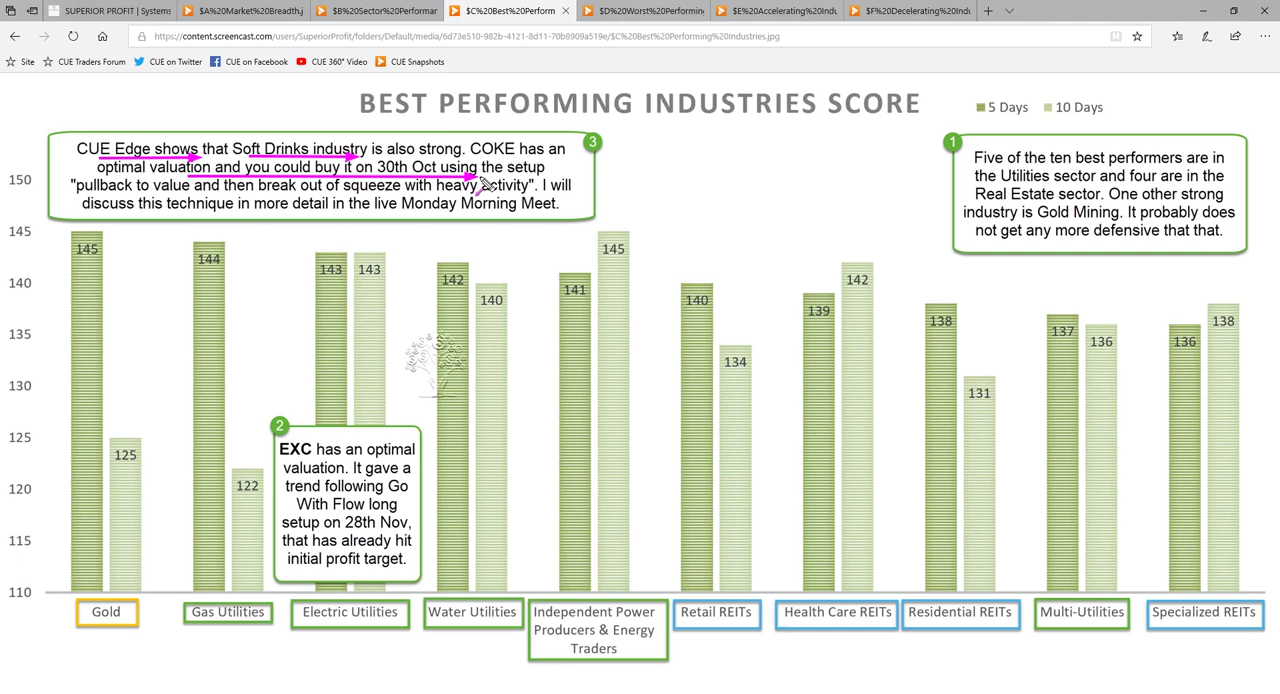 SUPERIOR PROFIT | Systems
$A%20Market%20Breadth.j
$B%20Sector%20Performar
$C%20Best%20Perform
$D%20Worst%20Performing
$E%20Accelerating%20Indu
$F%20Decelerating%20Indu
https://content.screencast.com/users/SuperiorProfit/folders/Default/media/6d73e510-982b-4121-8d11-70b8909a519e/$C%20Best%20Performing%20Industries.jpg
Site
CUE Traders Forum
CUE on Twitter
CUE on Facebook
CUE 360° Video
CUE Snapshots
BEST PERFORMING INDUSTRIES SCORE
5 Days
10 Days
3
CUE Edge shows that Soft Drinks industry is also strong. COKE has an
optimal valuation and you could buy it on 30th Oct using the setup
"pullback to value and then break out of squeeze with heavy activity". I will
discuss this technique in more detail in the live Monday Morning Meet.
1
Five of the ten best performers are in
the Utilities sector and four are in the
Real Estate sector. One other strong
industry is Gold Mining. It probably does
not get any more defensive that that.
150
145
140
135
130
125
120
115
110
145
125
144
122
143
143
142
140
141
145
140
134
139
142
138
131
137
136
136
138
2
EXC has an optimal
valuation. It gave a
trend following Go
With Flow long
setup on 28th Nov,
that has already hit
initial profit target.
Gold
Gas Utilities
Electric Utilities
Water Utilities
Independent Power
Producers & Energy
Traders
Retail REITs
Health Care REITs
Residential REITs
Multi-Utilities
Specialized REITs